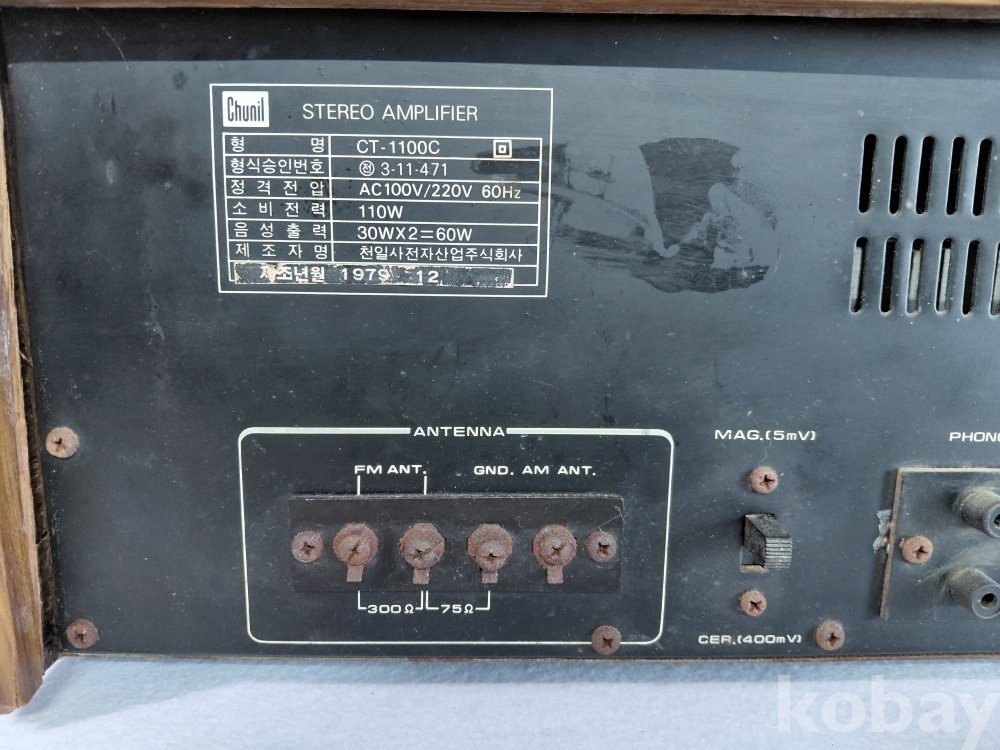 Chunil STEREO AMPLIFIER
형 명 CT-1100C
형식승인번호 ㉠ 3-11-471
정격전압 AC100V/220V 60Hz
소비전력 110W
음성출력 30WX2=60W
제조자명 천일사전자산업주식회사
제조년월 1979 12
ANTENNA
FM ANT. GND. AM ANT.
300Ω 75Ω
MAG.(5mV)
PHONO
CER.(400mV)
kobay